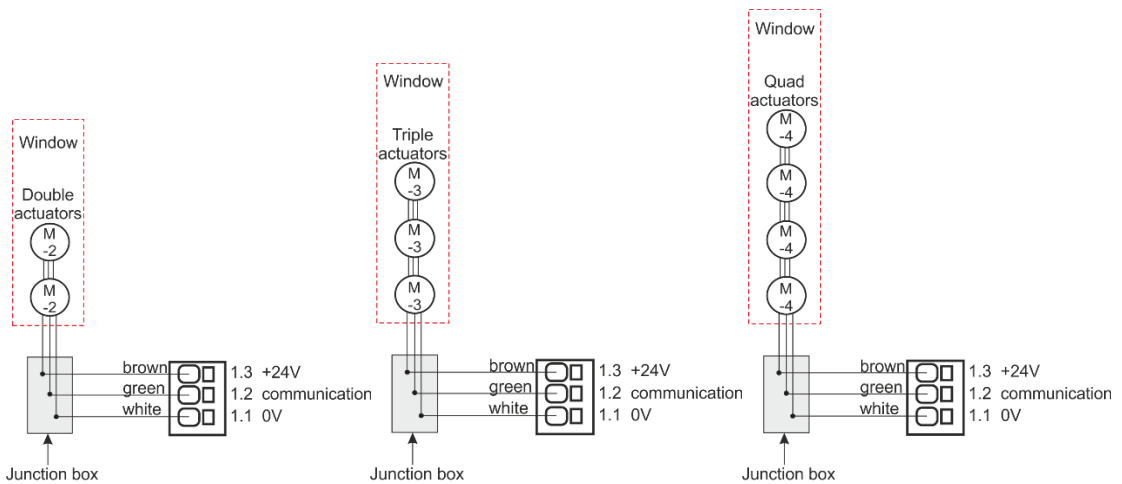 Window
Double
actuators
M
-2
M
-2
brown
green
white
1.3 +24V
1.2 communication
1.1 0V
Junction box
Window
Triple
actuators
M
-3
M
-3
M
-3
brown
green
white
1.3 +24V
1.2 communication
1.1 0V
Junction box
Window
Quad
actuators
M
-4
M
-4
M
-4
M
-4
brown
green
white
1.3 +24V
1.2 communication
1.1 0V
Junction box